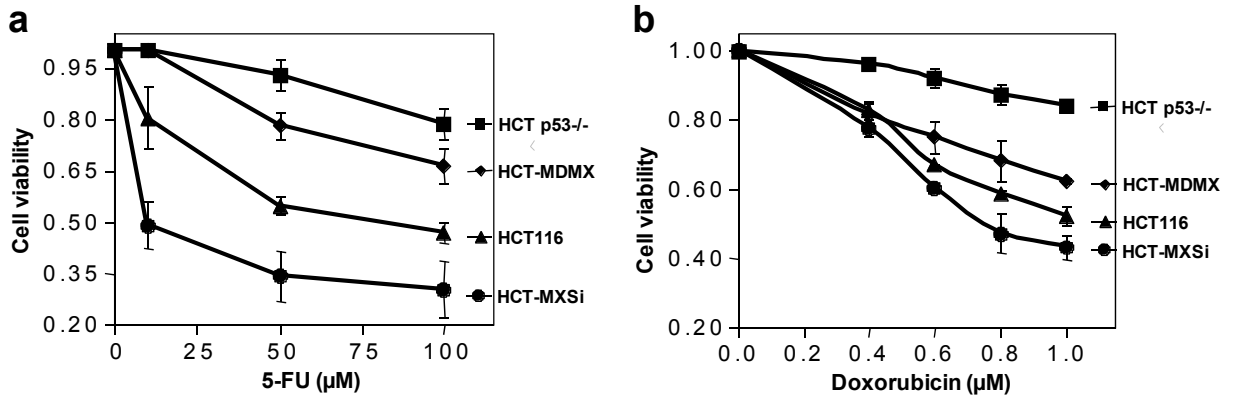 a
0.95
0.80
0.65
0.50
0.35
0.20
Cell viability
0 25 50 75 100
5-FU (µM)
HCT p53-/-
HCT-MDMX
HCT116
HCT-MXSi
b
1.00
0.80
0.60
0.40
0.20
Cell viability
0.0 0.2 0.4 0.6 0.8 1.0
Doxorubicin (µM)
HCT p53-/-
HCT-MDMX
HCT116
HCT-MXSi